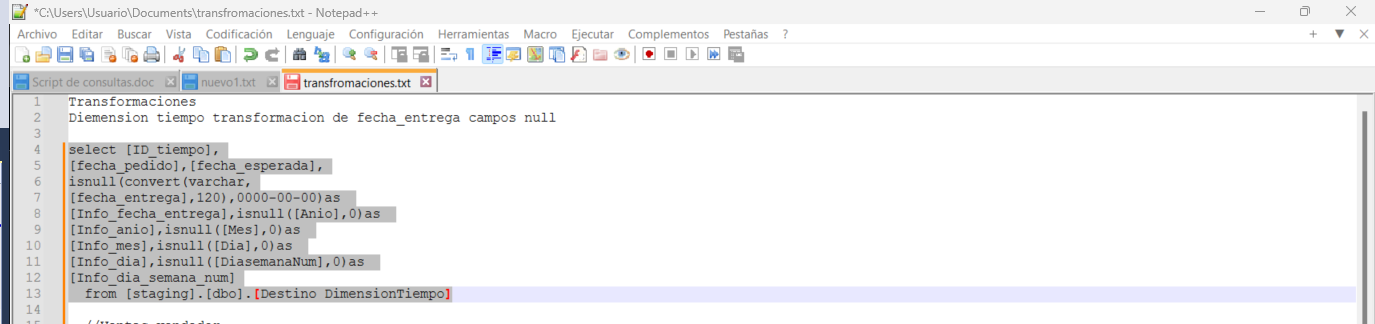 *C:\Users\Usuario\Documents\transfromaciones.txt - Notepad++
Archivo Editar Buscar Vista Codificación Lenguaje Configuración Herramientas Macro Ejecutar Complementos Pestañas ?
Script de consultas.doc nuevo1.txt transfromaciones.txt
1 Transformaciones
2 Diemension tiempo transformacion de fecha_entrega campos null
3
4 select [ID_tiempo],
5 [fecha_pedido],[fecha_esperada],
6 isnull(convert(varchar,
7 [fecha_entrega],120),0000-00-00)as
8 [Info_fecha_entrega],isnull([Anio],0)as
9 [Info_anio],isnull([Mes],0)as
10 [Info_mes],isnull([Dia],0)as
11 [Info_dia],isnull([DiasemanaNum],0)as
12 [Info_dia_semana_num]
13 from [staging].[dbo].[Destino DimensionTiempo]
14